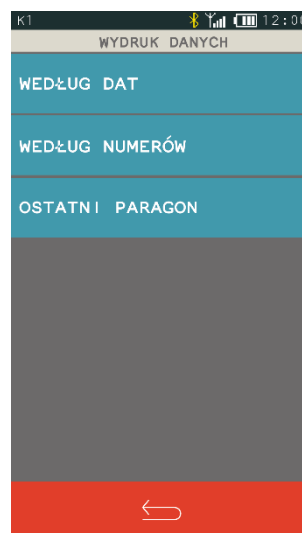 K1 12:00
WYDRUK DANYCH
WEDŁUG DAT
WEDŁUG NUMERÓW
OSTATNI PARAGON